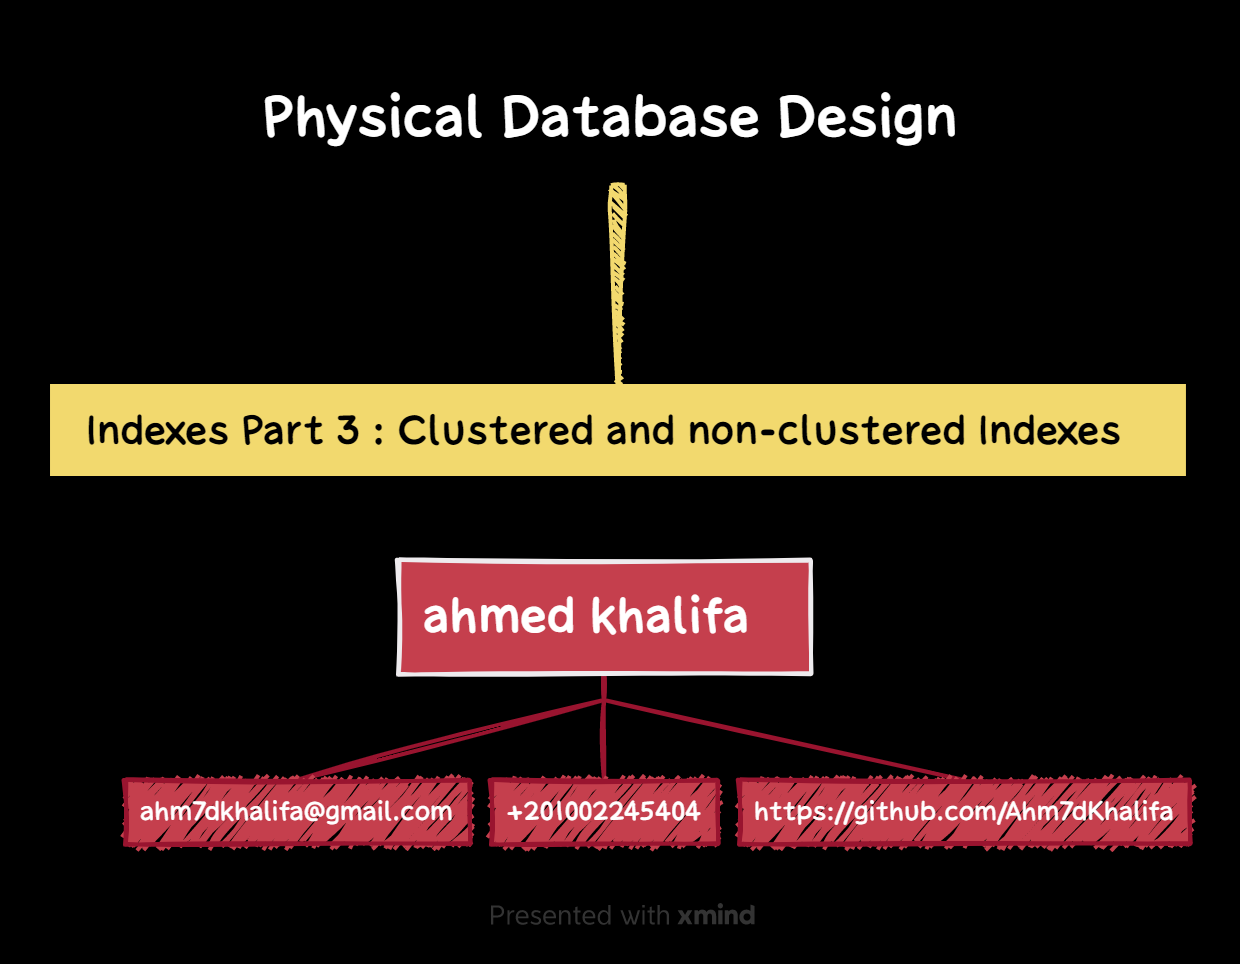 Physical Database Design
Indexes Part 3 : Clustered and non-clustered Indexes
ahmed khalifa
ahm7dkhalifa@gmail.com
+201002245404
https://github.com/Ahm7dKhalifa
Presented with xmind